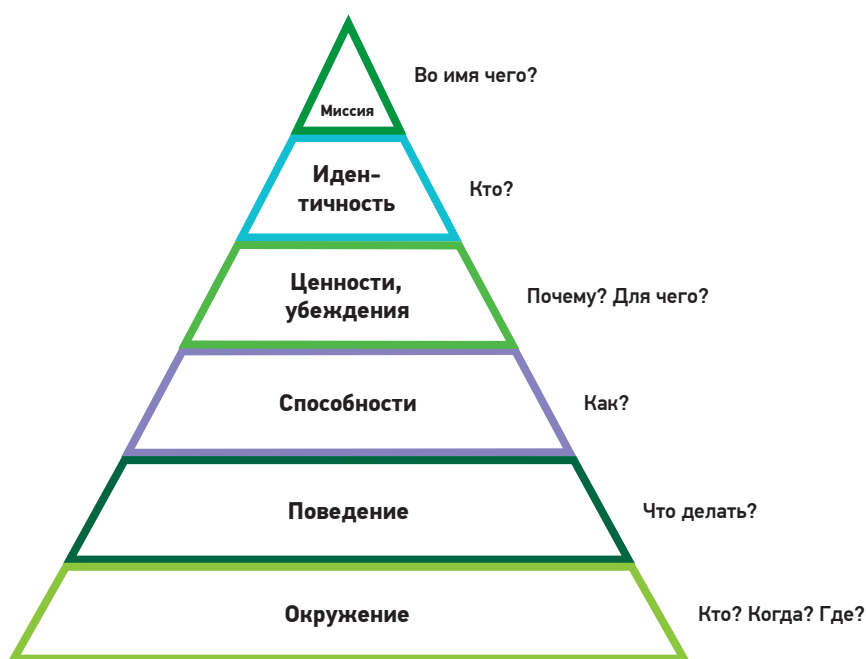 Во имя чего?
Миссия
Иден-
тичность
Кто?
Ценности,
убеждения
Почему? Для чего?
Способности
Как?
Поведение
Что делать?
Окружение
Кто? Когда? Где?